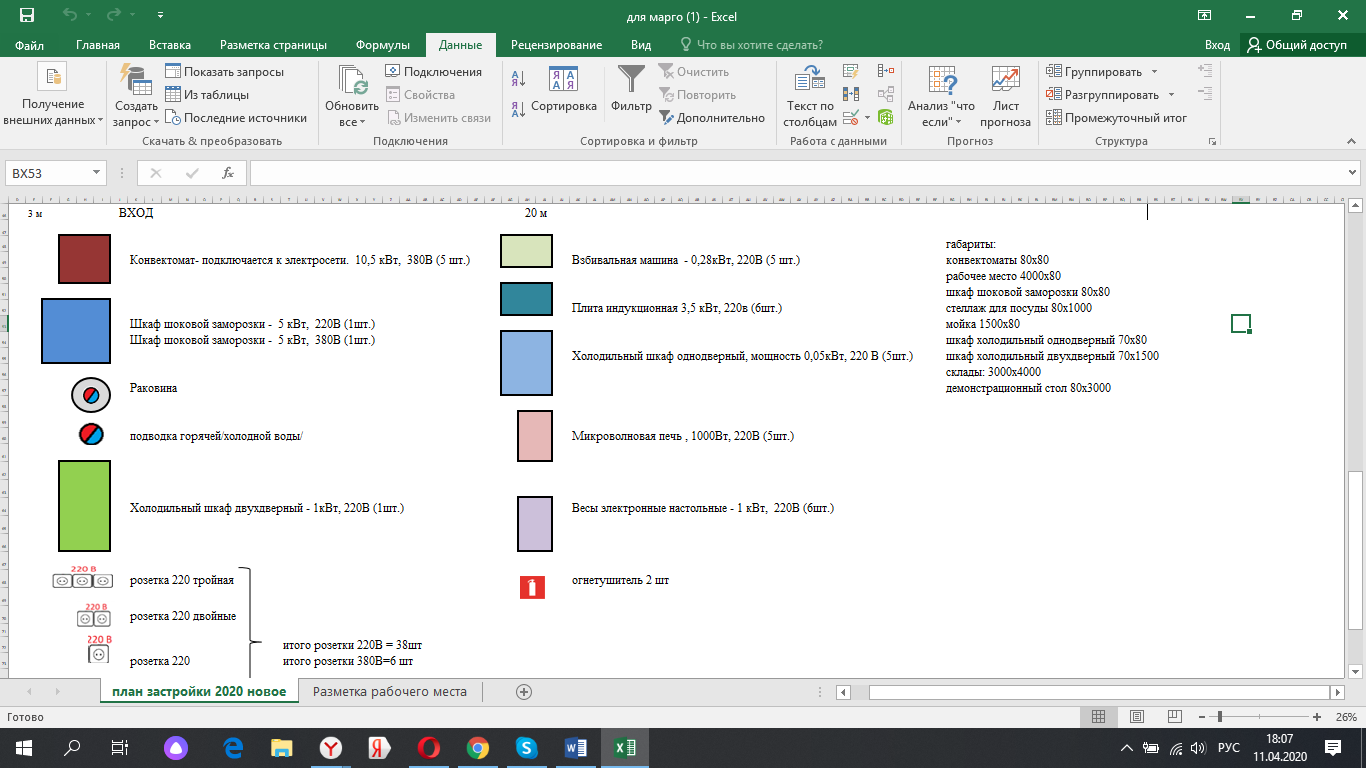 для марго (1) - Excel
Файл Главная Вставка Разметка страницы Формулы Данные Рецензирование Вид Что вы хотите сделать? Вход Общий доступ
Получение внешних данных
Создать запрос
Показать запросы
Из таблицы
Последние источники
Скачать & преобразовать
Обновить все
Подключения
Свойства
Изменить связи
Подключения
Сортировка
Фильтр
Очистить
Повторить
Дополнительно
Сортировка и фильтр
Текст по столбцам
Работа с данными
Анализ "что если"
Лист прогноза
Прогноз
Группировать
Разгруппировать
Промежуточный итог
Структура
BX53
3 м ВХОД 20 м
Конвектомат- подключается к электросети. 10,5 кВт, 380В (5 шт.)
Шкаф шоковой заморозки - 5 кВт, 220В (1шт.)
Шкаф шоковой заморозки - 5 кВт, 380В (1шт.)
Раковина
подводка горячей/холодной воды/
Холодильный шкаф двухдверный - 1кВт, 220В (1шт.)
220 В
розетка 220 тройная
220 В
розетка 220 двойные
220 В
розетка 220
итого розетки 220В = 38шт
итого розетки 380В=6 шт
Взбивальная машина - 0,28кВт, 220В (5 шт.)
Плита индукционная 3,5 кВт, 220в (6шт.)
Холодильный шкаф однодверный, мощность 0,05кВт, 220 В (5шт.)
Микроволновая печь , 1000Вт, 220В (5шт.)
Весы электронные настольные - 1 кВт, 220В (6шт.)
огнетушитель 2 шт
габариты:
конвектоматы 80х80
рабочее место 4000х80
шкаф шоковой заморозки 80х80
стеллаж для посуды 80х1000
мойка 1500х80
шкаф холодильный однодверный 70х80
шкаф холодильный двухдверный 70х1500
склады: 3000х4000
демонстрационный стол 80х3000
план застройки 2020 новое Разметка рабочего места
Готово 26%
РУС
18:07
11.04.2020